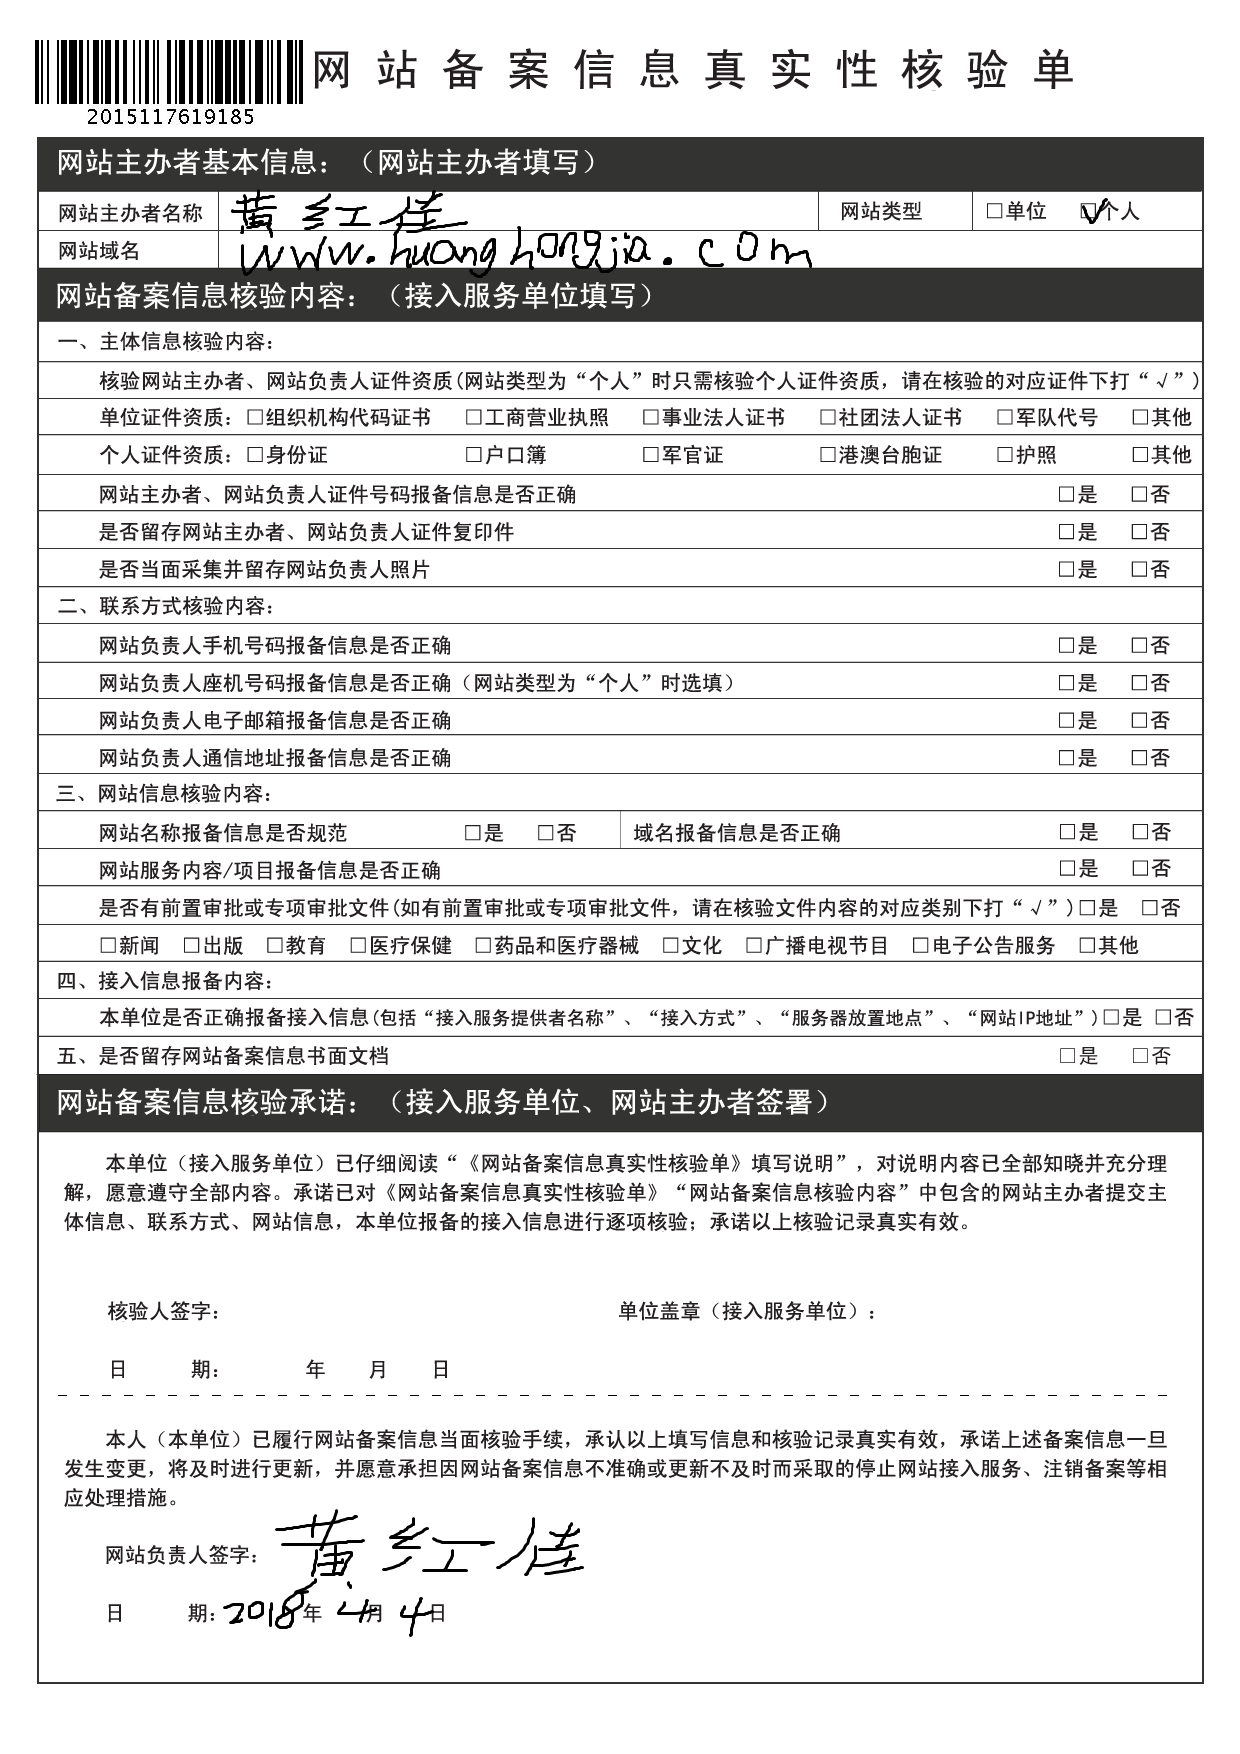 网站备案信息真实性核验单
2015117619185
网站主办者基本信息：（网站主办者填写）
网站主办者名称 黄红佳 网站类型 □单位 ☑个人
网站域名 www.huanghongjia.com
网站备案信息核验内容：（接入服务单位填写）
一、主体信息核验内容：
核验网站主办者、网站负责人证件资质(网站类型为“个人”时只需核验个人证件资质，请在核验的对应证件下打“√”)
单位证件资质：□组织机构代码证书 □工商营业执照 □事业法人证书 □社团法人证书 □军队代号 □其他
个人证件资质：□身份证 □户口簿 □军官证 □港澳台胞证 □护照 □其他
网站主办者、网站负责人证件号码报备信息是否正确 □是 □否
是否留存网站主办者、网站负责人证件复印件 □是 □否
是否当面采集并留存网站负责人照片 □是 □否
二、联系方式核验内容：
网站负责人手机号码报备信息是否正确 □是 □否
网站负责人座机号码报备信息是否正确（网站类型为“个人”时选填） □是 □否
网站负责人电子邮箱报备信息是否正确 □是 □否
网站负责人通信地址报备信息是否正确 □是 □否
三、网站信息核验内容：
网站名称报备信息是否规范 □是 □否 域名报备信息是否正确 □是 □否
网站服务内容/项目报备信息是否正确 □是 □否
是否有前置审批或专项审批文件(如有前置审批或专项审批文件，请在核验文件内容的对应类别下打“√”)□是 □否
□新闻 □出版 □教育 □医疗保健 □药品和医疗器械 □文化 □广播电视节目 □电子公告服务 □其他
四、接入信息报备内容：
本单位是否正确报备接入信息(包括“接入服务提供者名称”、“接入方式”、“服务器放置地点”、“网站IP地址”)□是 □否
五、是否留存网站备案信息书面文档 □是 □否
网站备案信息核验承诺：（接入服务单位、网站主办者签署）
本单位（接入服务单位）已仔细阅读“《网站备案信息真实性核验单》填写说明”，对说明内容已全部知晓并充分理
解，愿意遵守全部内容。承诺已对《网站备案信息真实性核验单》“网站备案信息核验内容”中包含的网站主办者提交主
体信息、联系方式、网站信息，本单位报备的接入信息进行逐项核验；承诺以上核验记录真实有效。
核验人签字： 单位盖章（接入服务单位）：
日 期： 年 月 日
本人（本单位）已履行网站备案信息当面核验手续，承认以上填写信息和核验记录真实有效，承诺上述备案信息一旦
发生变更，将及时进行更新，并愿意承担因网站备案信息不准确或更新不及时而采取的停止网站接入服务、注销备案等相
应处理措施。
网站负责人签字： 黄红佳
日 期：2018年 4月 4日